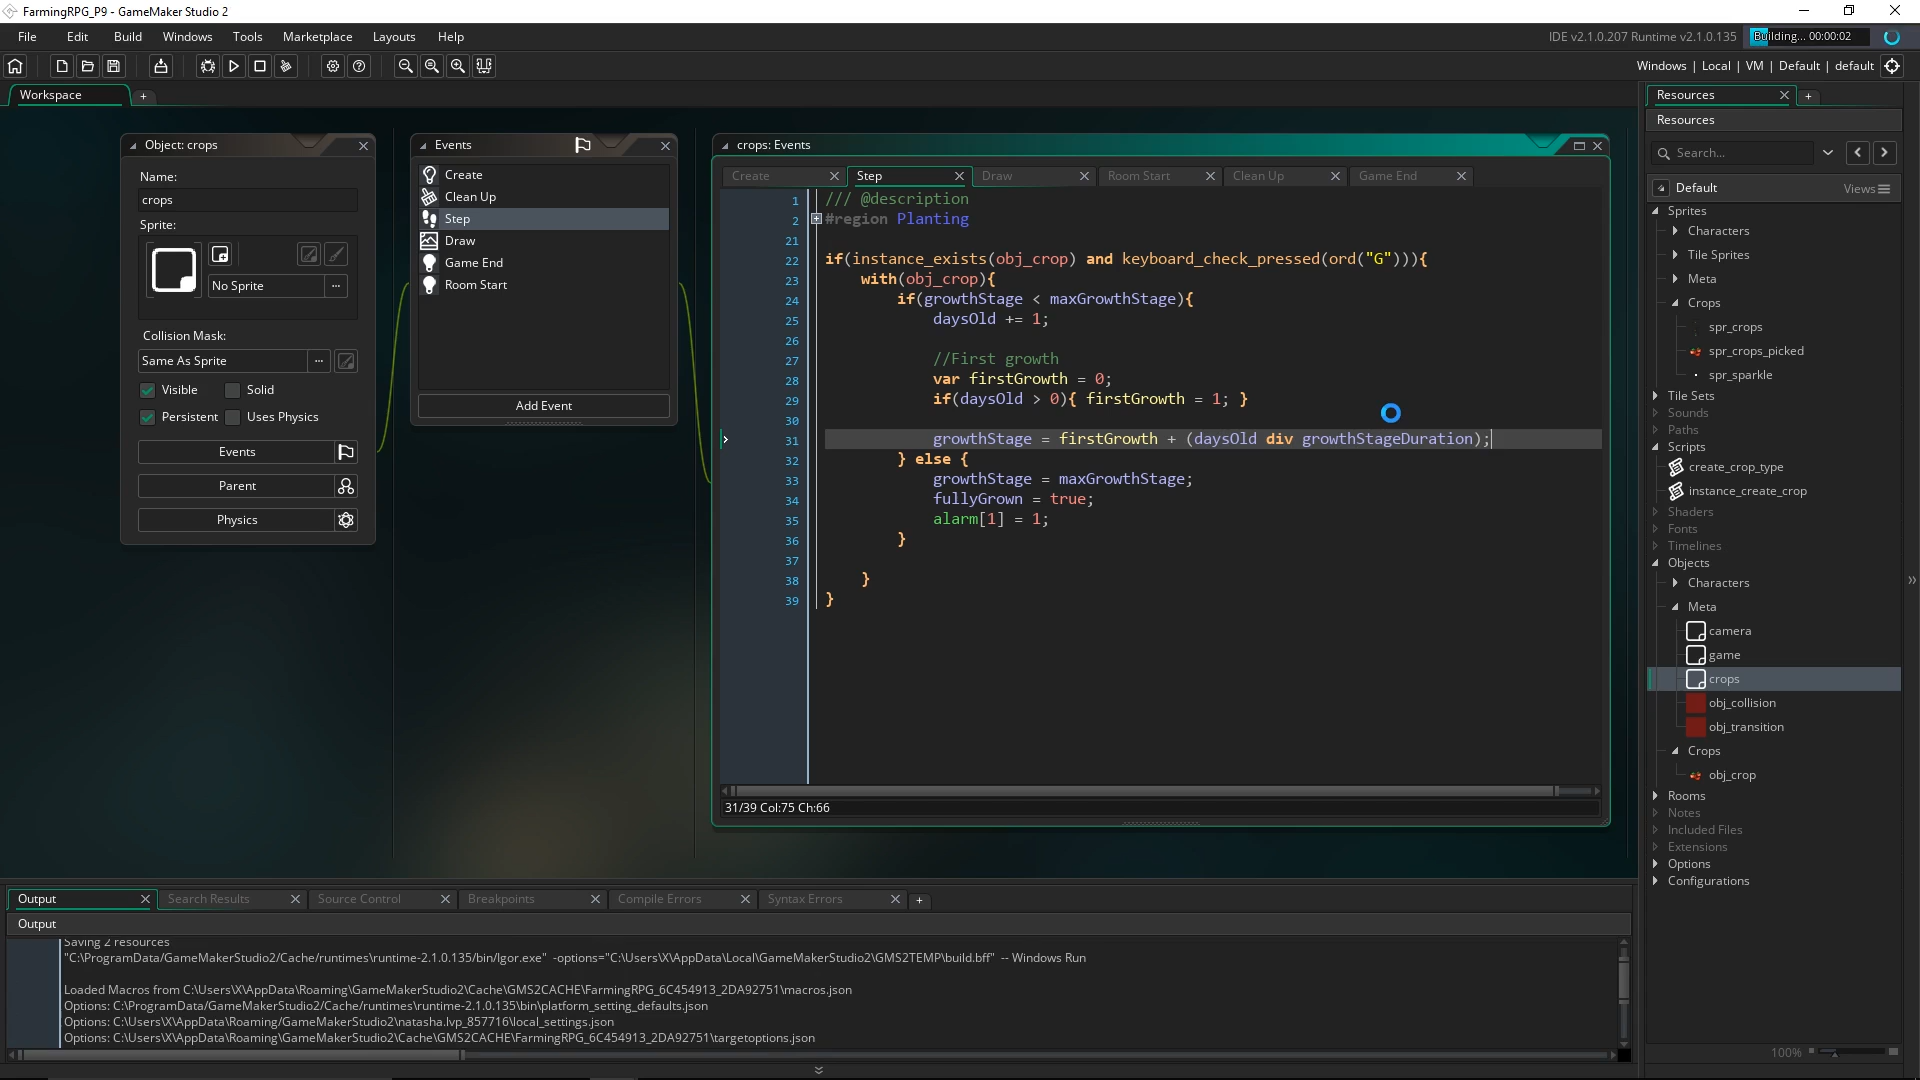 FarmingRPG_P9 - GameMaker Studio 2
File Edit Build Windows Tools Marketplace Layouts Help
IDE v2.1.0.207 Runtime v2.1.0.135 Building... 00:00:02
Windows | Local | VM | Default | default
Workspace +
Object: crops
Name:
crops
Sprite:
No Sprite ...
Collision Mask:
Same As Sprite ...
Visible Solid
Persistent Uses Physics
Events
Parent
Physics
Events
Create
Clean Up
Step
Draw
Game End
Room Start
Add Event
crops: Events
Create Step Draw Room Start Clean Up Game End
1 /// @description
2 #region Planting
21
22 if(instance_exists(obj_crop) and keyboard_check_pressed(ord("G"))){
23 with(obj_crop){
24 if(growthStage < maxGrowthStage){
25 daysOld += 1;
26
27 //First growth
28 var firstGrowth = 0;
29 if(daysOld > 0){ firstGrowth = 1; }
30
31 growthStage = firstGrowth + (daysOld div growthStageDuration);
32 } else {
33 growthStage = maxGrowthStage;
34 fullyGrown = true;
35 alarm[1] = 1;
36 }
37
38 }
39 }
31/39 Col:75 Ch:66
Resources +
Resources
Search...
Default Views
Sprites
Characters
Tile Sprites
Meta
Crops
spr_crops
spr_crops_picked
spr_sparkle
Tile Sets
Sounds
Paths
Scripts
create_crop_type
instance_create_crop
Shaders
Fonts
Timelines
Objects
Characters
Meta
camera
game
crops
obj_collision
obj_transition
Crops
obj_crop
Rooms
Notes
Included Files
Extensions
Options
Configurations
100%
Output Search Results Source Control Breakpoints Compile Errors Syntax Errors +
Output
Saving 2 resources
"C:\ProgramData/GameMakerStudio2/Cache/runtimes\runtime-2.1.0.135/bin/Igor.exe" -options="C:\Users\X\AppData\Local\GameMakerStudio2\GMS2TEMP\build.bff" -- Windows Run
Loaded Macros from C:\Users\X\AppData\Roaming\GameMakerStudio2\Cache\GMS2CACHE\FarmingRPG_6C454913_2DA92751\macros.json
Options: C:\ProgramData/GameMakerStudio2/Cache/runtimes\runtime-2.1.0.135\bin\platform_setting_defaults.json
Options: C:\Users\X\AppData\Roaming/GameMakerStudio2\natasha.lvp_857716\local_settings.json
Options: C:\Users\X\AppData\Roaming\GameMakerStudio2\Cache\GMS2CACHE\FarmingRPG_6C454913_2DA92751\targetoptions.json